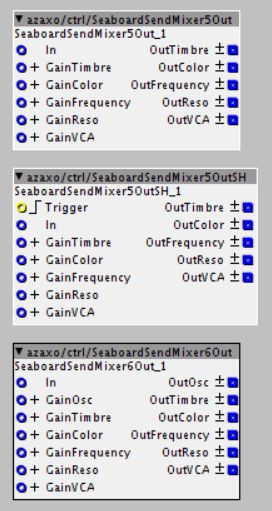 ▼ azaxo/ctrl/SeaboardSendMixer5Out
SeaboardSendMixer5Out_1
In OutTimbre ±
+ GainTimbre OutColor ±
+ GainColor OutFrequency ±
+ GainFrequency OutReso ±
+ GainReso OutVCA ±
+ GainVCA
▼ azaxo/ctrl/SeaboardSendMixer5OutSH
SeaboardSendMixer5OutSH_1
Trigger OutTimbre ±
In OutColor ±
+ GainTimbre OutFrequency ±
+ GainColor OutReso ±
+ GainFrequency OutVCA ±
+ GainReso
+ GainVCA
▼ azaxo/ctrl/SeaboardSendMixer6Out
SeaboardSendMixer6Out_1
In OutOsc ±
+ GainOsc OutTimbre ±
+ GainTimbre OutColor ±
+ GainColor OutFrequency ±
+ GainFrequency OutReso ±
+ GainReso OutVCA ±
+ GainVCA